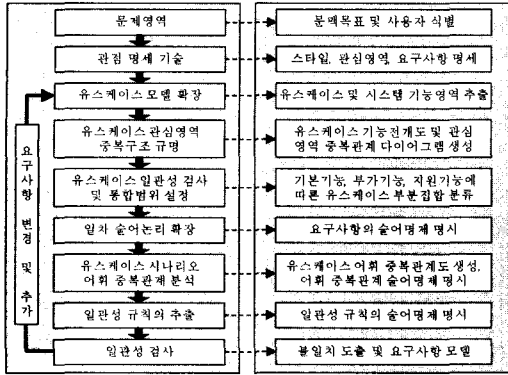 문제영역
문맥목표 및 사용자 식별
관점 명세 기술
스타일, 관심영역, 요구사항 명세
유스케이스 모델 확장
유스케이스 및 시스템 기능영역 추출
유스케이스 관심영역
중복구조 규명
유스케이스 기능전개도 및 관심
영역 중복관계 다이어그램 생성
유스케이스 일관성 검사
및 통합범위 설정
기본기능, 부가기능, 지원기능에
따른 유스케이스 부분집합 분류
일차 술어논리 확장
요구사항의 술어명제 명시
유스케이스 시나리오
어휘 중복관계 분석
유스케이스 어휘 중복관계도 생성,
어휘 중복관계 술어명제 명시
일관성 규칙의 추출
일관성 규칙의 술어명제 명시
일관성 검사
불일치 도출 및 요구사항 모델
요구사항 변경 및 추가